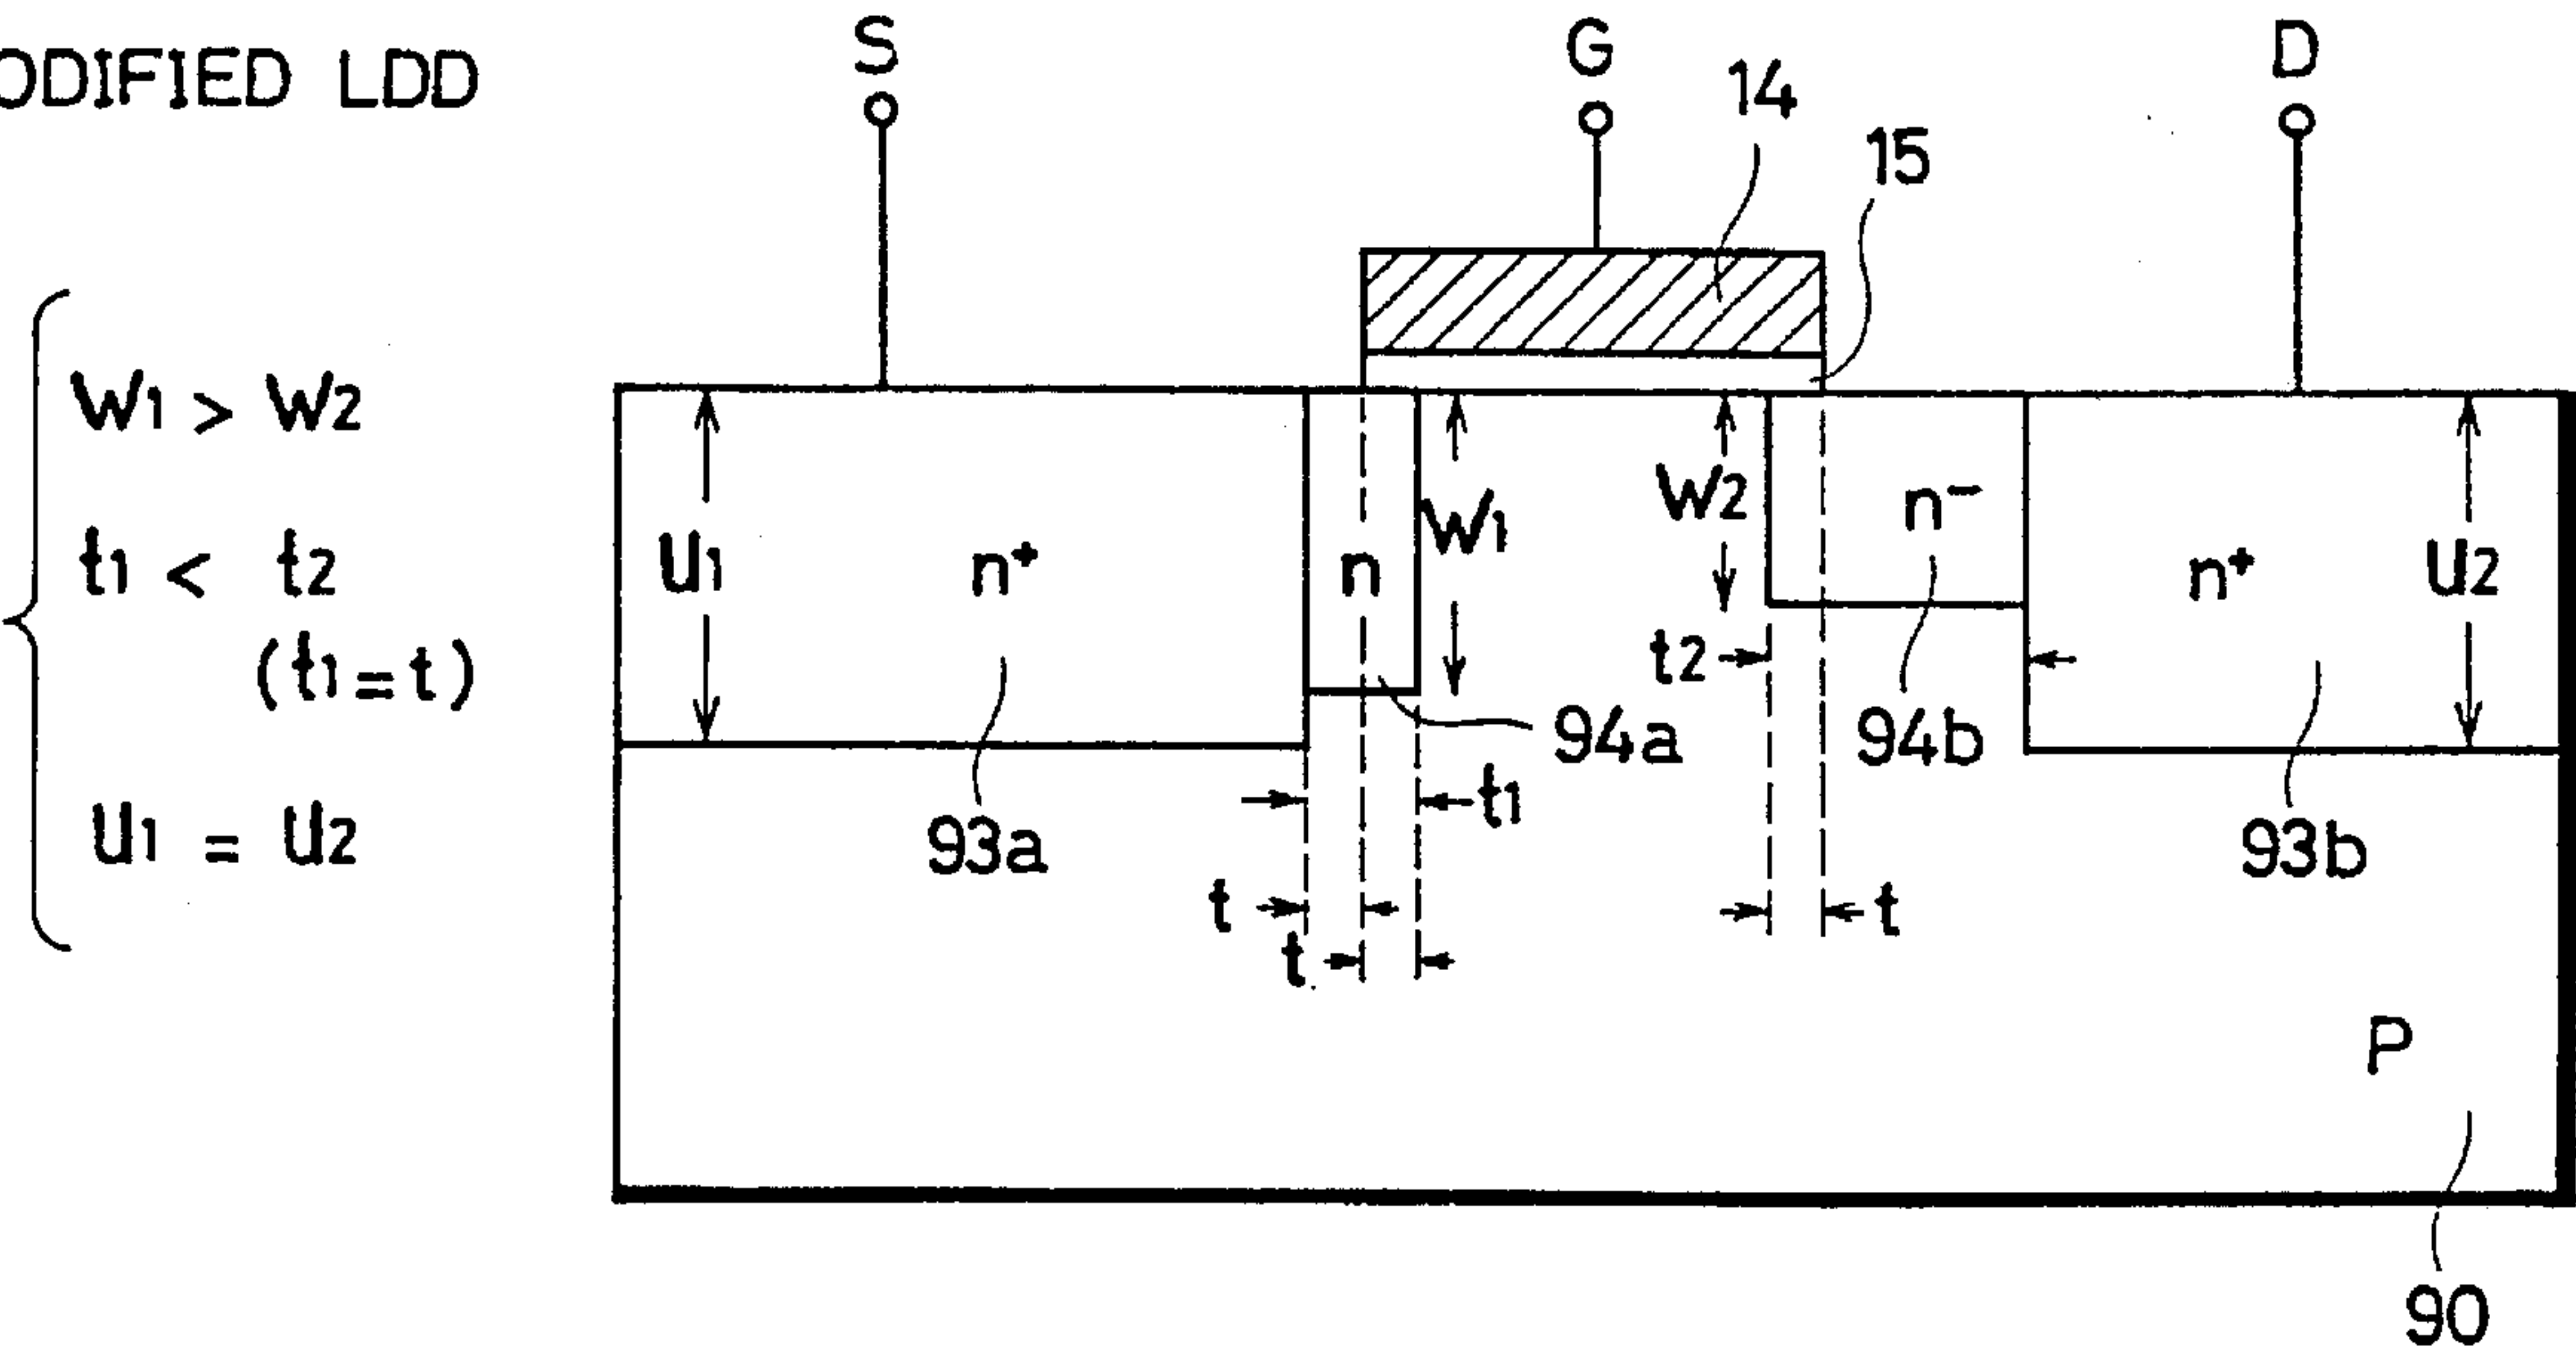 ODIFIED LDD
S
G
D
14
15
W1 > W2
t1 < t2
(t1 = t)
U1 = U2
U1
n+
n
W1
W2
n-
n+
U2
t2
94a
94b
t1
93a
93b
t
t
t
P
90